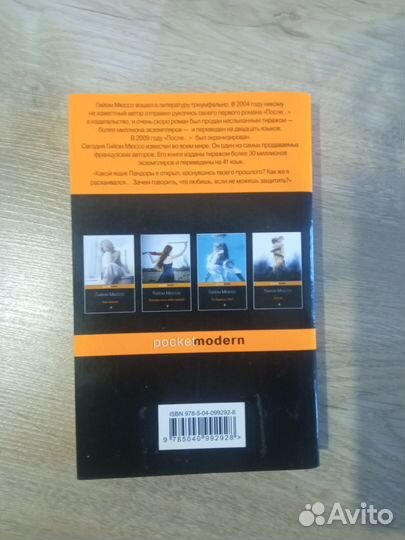 Гийом Мюссо вошел в литературу триумфально. В 2004 году никому
не известный автор отправил рукопись своего первого романа «После...»
в издательство, и очень скоро роман был продан неслыханным тиражом –
более миллиона экземпляров – и переведен на двадцать языков.
В 2009 году «После...» был экранизирован.
Сегодня Гийом Мюссо известен во всем мире. Он один из самых продаваемых
французских авторов. Его книги изданы тиражом более 30 миллионов
экземпляров и переведены на 41 язык.
«Какой ящик Пандоры я открыл, коснувшись твоего прошлого? Как же я
раскаивался... Зачем говорить, что любишь, если не можешь защитить?»
Гийом Мюссо
Гийом Мюссо
Гийом Мюссо
Гийом Мюссо
pocketmodern
ISBN 978-5-04-099292-8
9 785040 992928 >
Avito